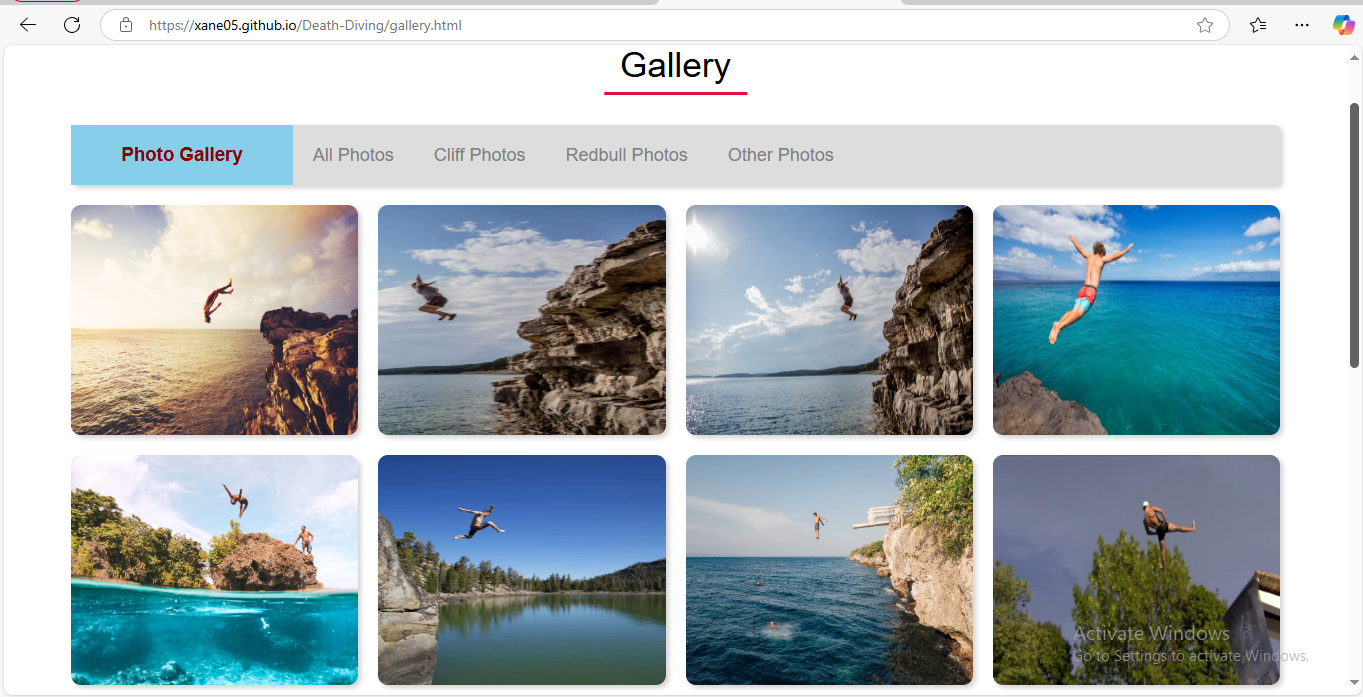 https://xane05.github.io/Death-Diving/gallery.html
Gallery
Photo Gallery All Photos Cliff Photos Redbull Photos Other Photos
Activate Windows
Go to Settings to activate Windows.